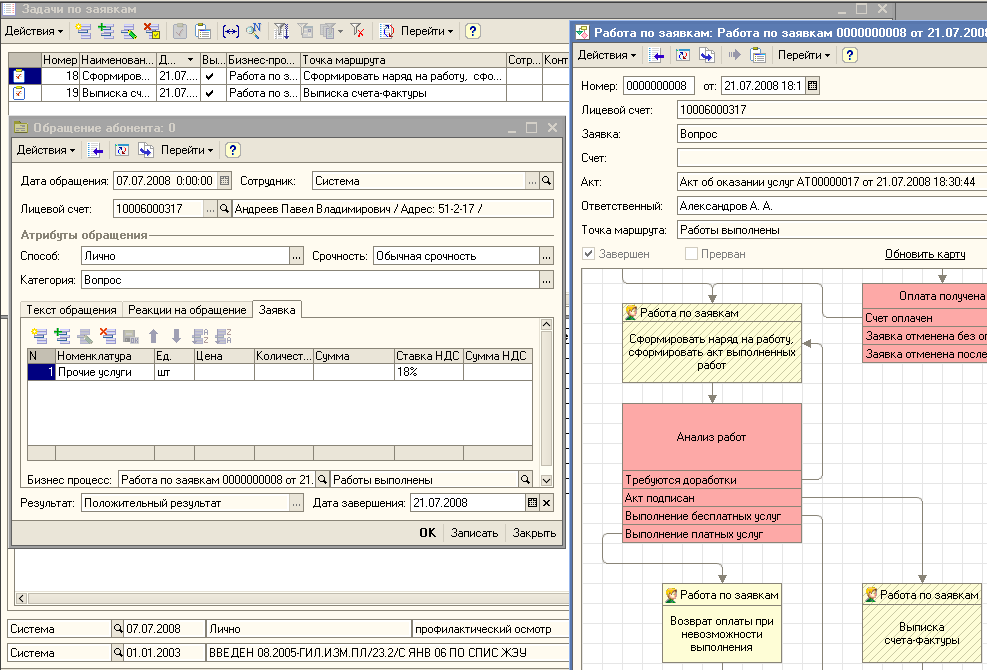 Задачи по заявкам
Действия Перейти
Номер Наименован... Д... Вы... Бизнес-про... Точка маршрута Сотр... Конт
18 Сформиров... 21.07.... Работа по з... Сформировать наряд на работу, сфо...
19 Выписка сч... 21.07.... Работа по з... Выписка счета-фактуры
Обращение абонента: 0
Действия Перейти
Дата обращения: 07.07.2008 0:00:00 Сотрудник: Система
Лицевой счет: 10006000317 Андреев Павел Владимирович / Адрес: 51-2-17 /
Атрибуты обращения
Способ: Лично Срочность: Обычная срочность
Категория: Вопрос
Текст обращения Реакции на обращение Заявка
N Номенклатура Ед. Цена Количест... Сумма Ставка НДС Сумма НДС
1 Прочие услуги шт 18%
Бизнес процесс: Работа по заявкам 0000000008 от 21. Работы выполнены
Результат: Положительный результат Дата завершения: 21.07.2008
OK Записать Закрыть
Система 07.07.2008 Лично профилактический осмотр
Система 01.01.2003 ВВЕДЕН 08.2005-ГИЛ.ИЗМ.ПЛ/23.2/С ЯНВ 06 ПО СПИС ЖЭУ
Работа по заявкам: Работа по заявкам 0000000008 от 21.07.2008
Действия Перейти
Номер: 0000000008 от: 21.07.2008 18:1
Лицевой счет: 10006000317
Заявка: Вопрос
Счет:
Акт: Акт об оказании услуг АТ00000017 от 21.07.2008 18:30:44
Ответственный: Александров А. А.
Точка маршрута: Работы выполнены
Завершен Прерван Обновить карту
Работа по заявкам
Сформировать наряд на работу,
сформировать акт выполненных
работ
Оплата получена
Счет оплачен
Заявка отменена без оп
Заявка отменена после
Анализ работ
Требуются доработки
Акт подписан
Выполнение бесплатных услуг
Выполнение платных услуг
Работа по заявкам
Возврат оплаты при
невозможности
выполнения
Работа по заявкам
Выписка
счета-фактуры